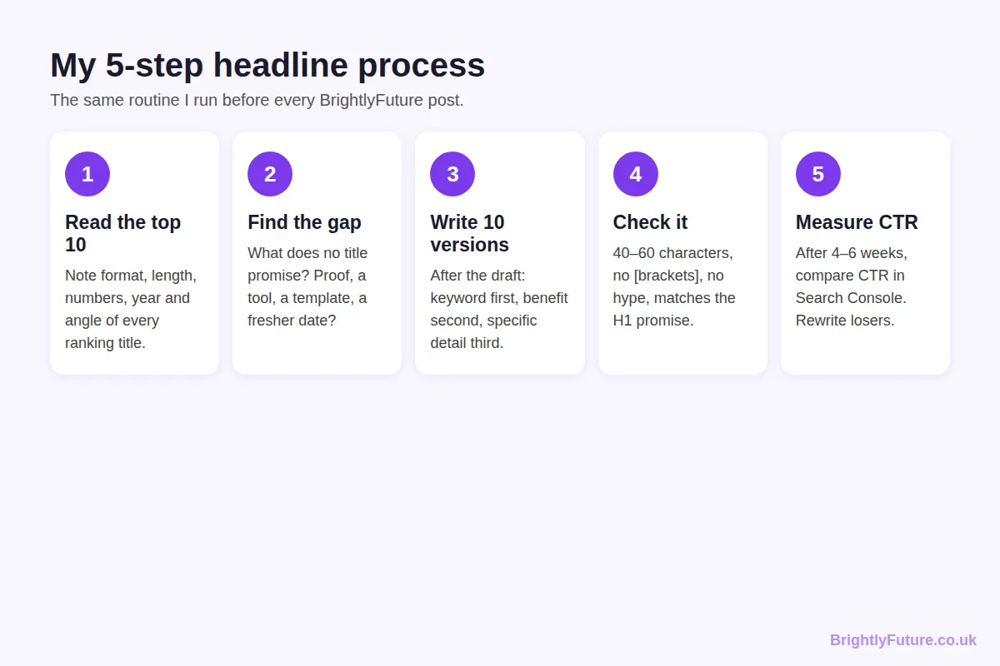 My 5-step headline process
The same routine I run before every BrightlyFuture post.
1
Read the top
10
Note format, length,
numbers, year and
angle of every
ranking title.
2
Find the gap
What does no title
promise? Proof, a
tool, a template, a
fresher date?
3
Write 10
versions
After the draft:
keyword first, benefit
second, specific
detail third.
4
Check it
40–60 characters,
no [brackets], no
hype, matches the
H1 promise.
5
Measure CTR
After 4–6 weeks,
compare CTR in
Search Console.
Rewrite losers.
BrightlyFuture.co.uk